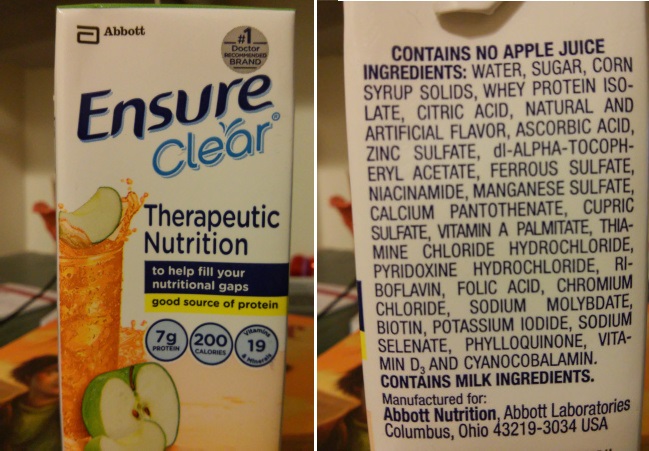 Abbott
#1
Doctor
RECOMMENDED
BRAND
Ensure
Clear®
Therapeutic
Nutrition
to help fill your
nutritional gaps
good source of protein
7g
PROTEIN
200
CALORIES
Vitamins
19
& Minerals
CONTAINS NO APPLE JUICE
INGREDIENTS: WATER, SUGAR, CORN
SYRUP SOLIDS, WHEY PROTEIN ISO-
LATE, CITRIC ACID, NATURAL AND
ARTIFICIAL FLAVOR, ASCORBIC ACID,
ZINC SULFATE, dl-ALPHA-TOCOPH-
ERYL ACETATE, FERROUS SULFATE,
NIACINAMIDE, MANGANESE SULFATE,
CALCIUM PANTOTHENATE, CUPRIC
SULFATE, VITAMIN A PALMITATE, THIA-
MINE CHLORIDE HYDROCHLORIDE,
PYRIDOXINE HYDROCHLORIDE, RI-
BOFLAVIN, FOLIC ACID, CHROMIUM
CHLORIDE, SODIUM MOLYBDATE,
BIOTIN, POTASSIUM IODIDE, SODIUM
SELENATE, PHYLLOQUINONE, VITA-
MIN D₃ AND CYANOCOBALAMIN.
CONTAINS MILK INGREDIENTS.
Manufactured for:
Abbott Nutrition, Abbott Laboratories
Columbus, Ohio 43219-3034 USA